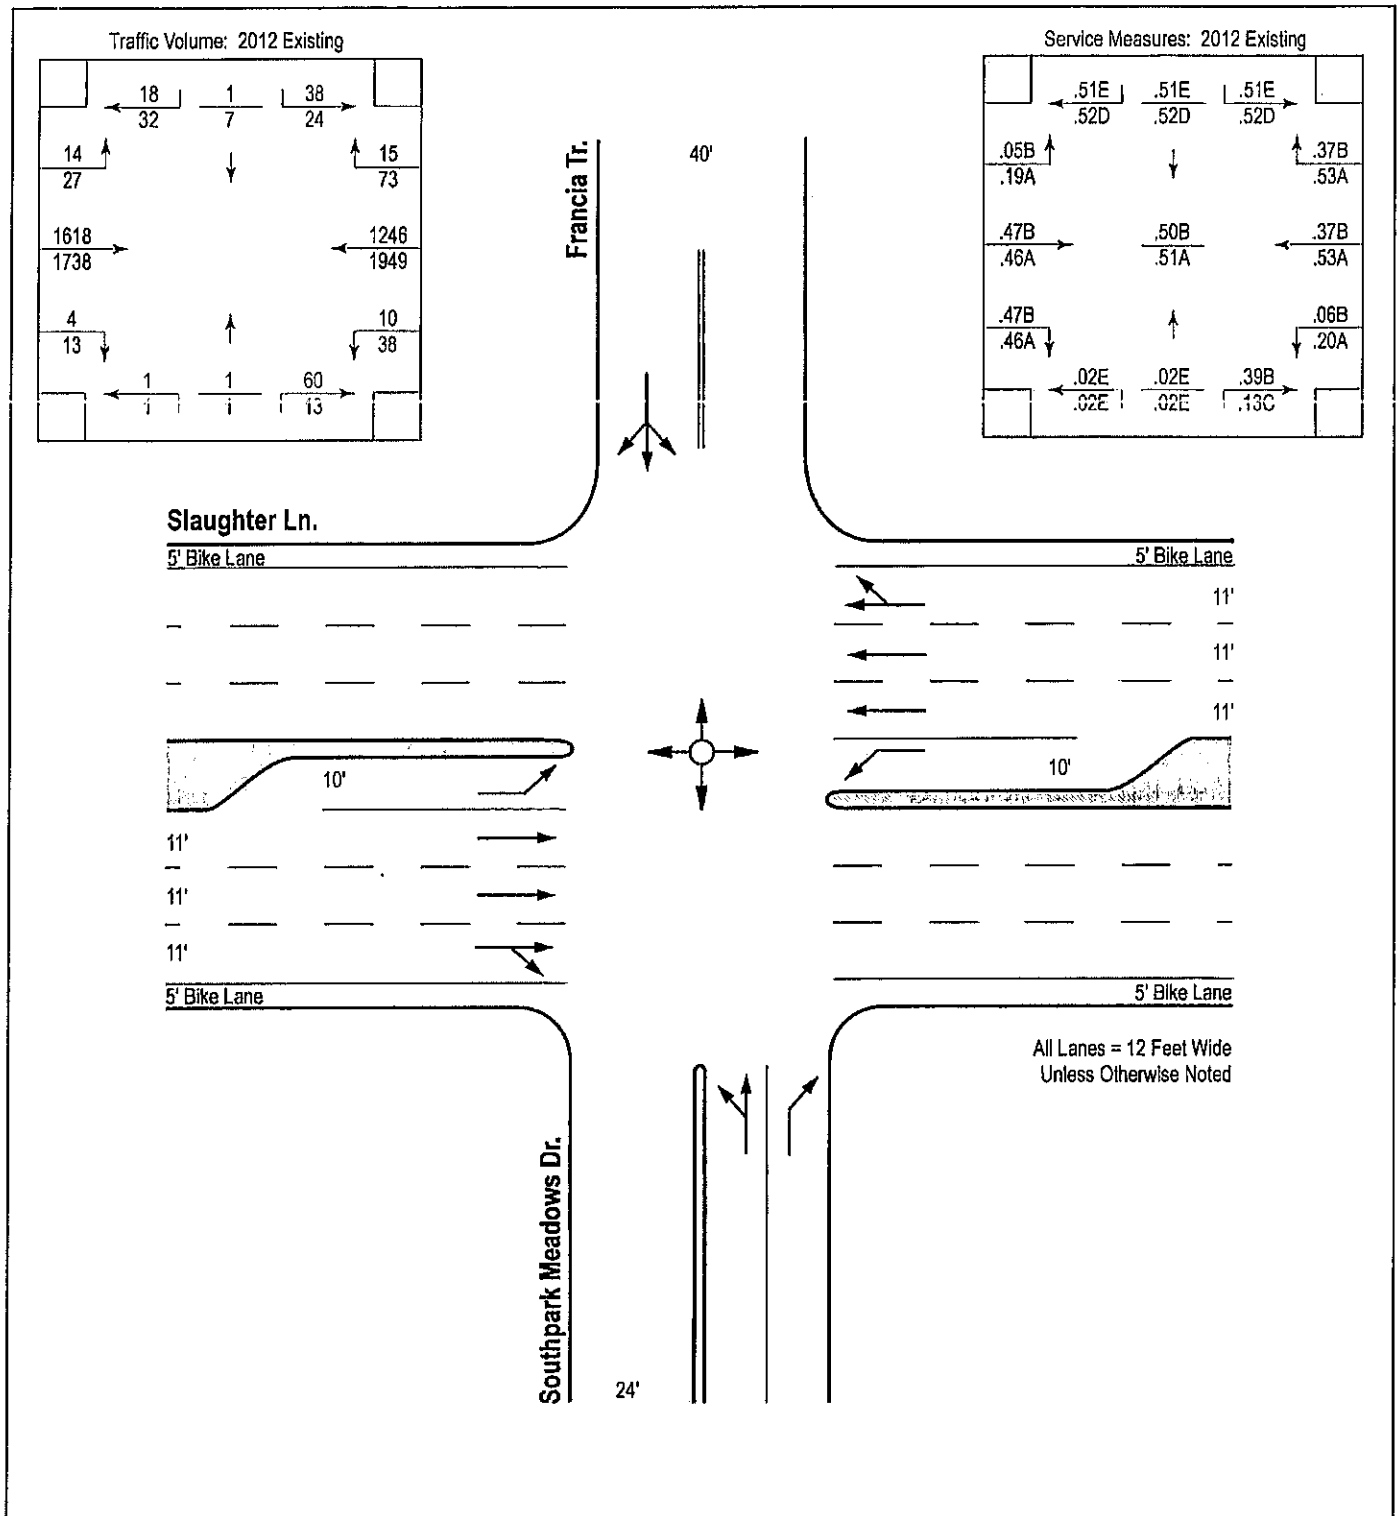 Traffic Volume: 2012 Existing
18 1 38
32 7 24
14 15
27 73
1618 1246
1738 1949
4 10
13 38
1 1 60
1 1 13
Service Measures: 2012 Existing
.51E .51E .51E
.52D .52D .52D
.05B .37B
.19A .53A
.47B .50B .37B
.46A .51A .53A
.47B .06B
.46A .20A
.02E .02E .39B
.02E .02E .13C
Francia Tr.
40'
Slaughter Ln.
5' Bike Lane
5' Bike Lane
11'
11'
11'
10'
10'
11'
11'
11'
5' Bike Lane
5' Bike Lane
All Lanes = 12 Feet Wide
Unless Otherwise Noted
Southpark Meadows Dr.
24'